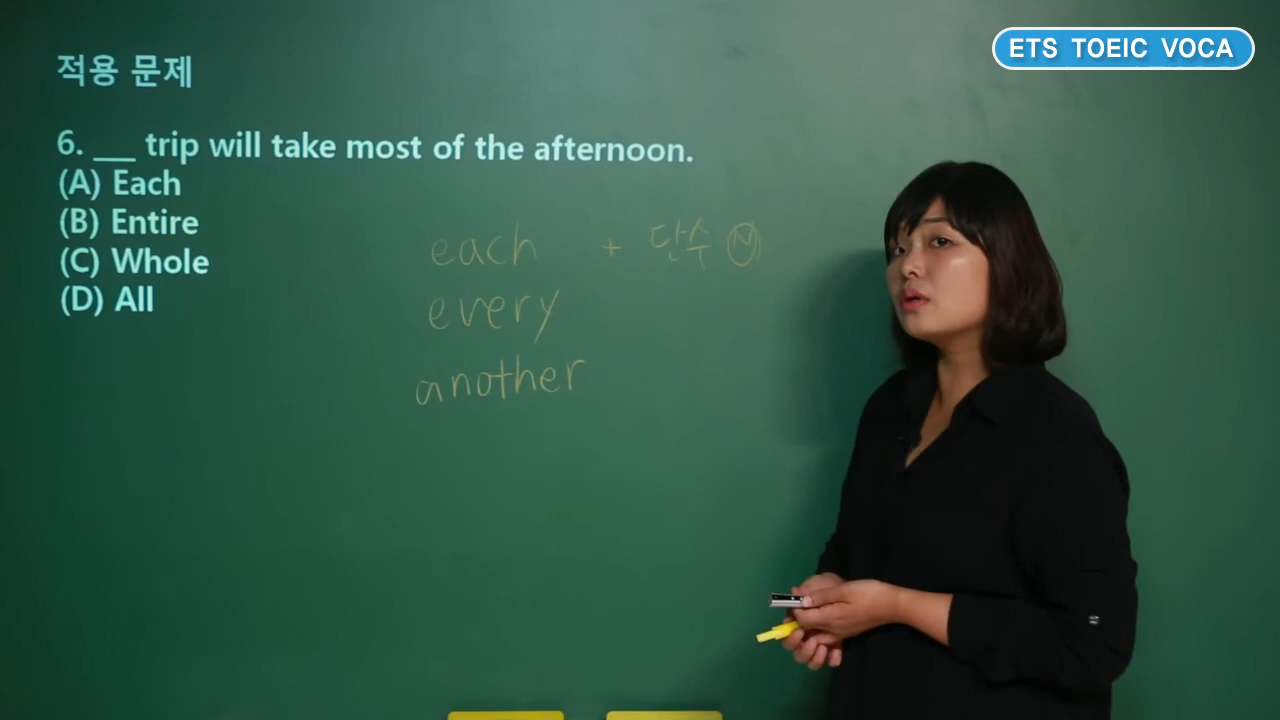 ETS TOEIC VOCA
적용 문제
6. ___ trip will take most of the afternoon.
(A) Each
(B) Entire
(C) Whole
(D) All
each + 단수 Ⓝ
every
another